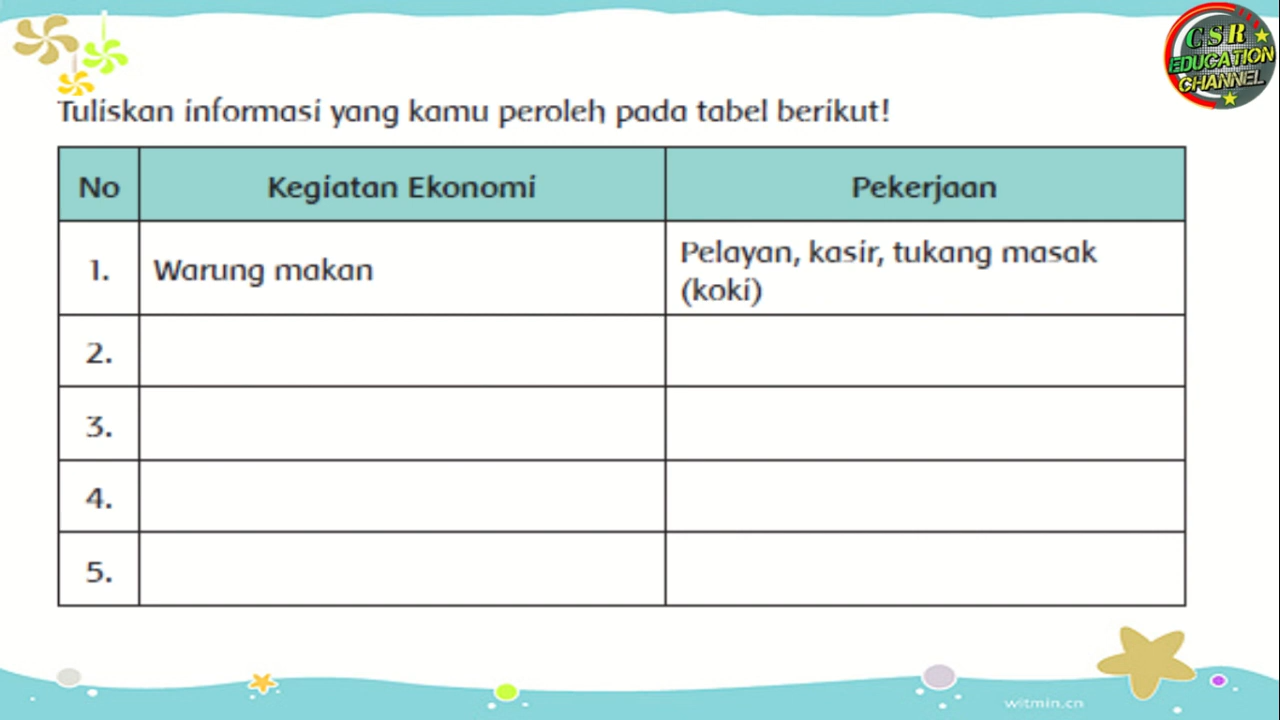 CSR
EDUCATION
CHANNEL
Tuliskan informasi yang kamu peroleh pada tabel berikut!
No Kegiatan Ekonomi Pekerjaan
1. Warung makan Pelayan, kasir, tukang masak
(koki)
2.
3.
4.
5.
witmin.cn